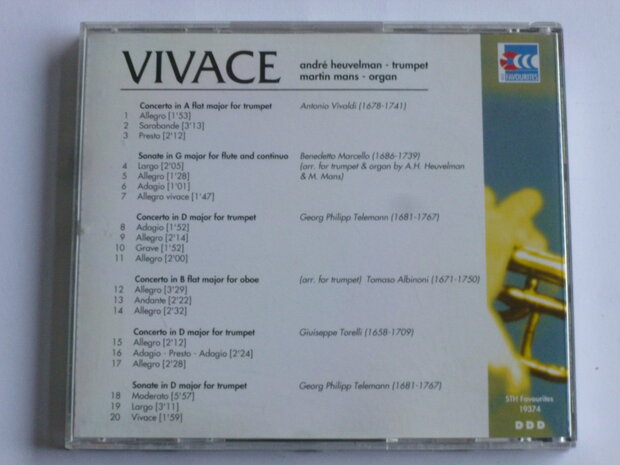 VIVACE
andré heuvelman · trumpet
martin mans · organ
FAVOURITES
Concerto in A flat major for trumpet Antonio Vivaldi (1678-1741)
1 Allegro [1'53]
2 Sarabande [3'13]
3 Presto [2'12]
Sonate in G major for flute and continuo Benedetto Marcello (1686-1739)
4 Largo [2'05] (arr. for trumpet & organ by A.H. Heuvelman
5 Allegro [1'28] & M. Mans)
6 Adagio [1'01]
7 Allegro vivace [1'47]
Concerto in D major for trumpet Georg Philipp Telemann (1681-1767)
8 Adagio [1'52]
9 Allegro [2'14]
10 Grave [1'52]
11 Allegro [2'00]
Concerto in B flat major for oboe (arr. for trumpet) Tomaso Albinoni (1671-1750)
12 Allegro [3'29]
13 Andante [2'22]
14 Allegro [2'32]
Concerto in D major for trumpet Giuiseppe Torelli (1658-1709)
15 Allegro [2'12]
16 Adagio - Presto - Adagio [2'24]
17 Allegro [2'28]
Sonate in D major for trumpet Georg Philipp Telemann (1681-1767)
18 Moderato [5'57]
19 Largo [3'11]
20 Vivace [1'59]
STH Favourites
19374
DDD